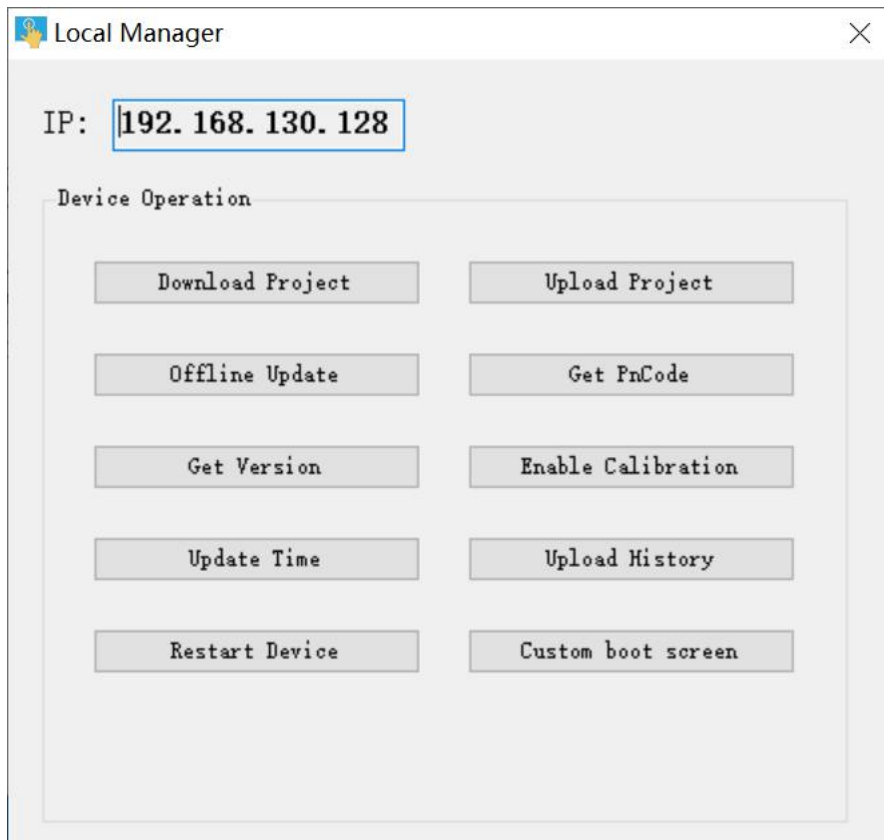 Local Manager
IP: 192.168.130.128
Device Operation
Download Project Upload Project
Offline Update Get PnCode
Get Version Enable Calibration
Update Time Upload History
Restart Device Custom boot screen